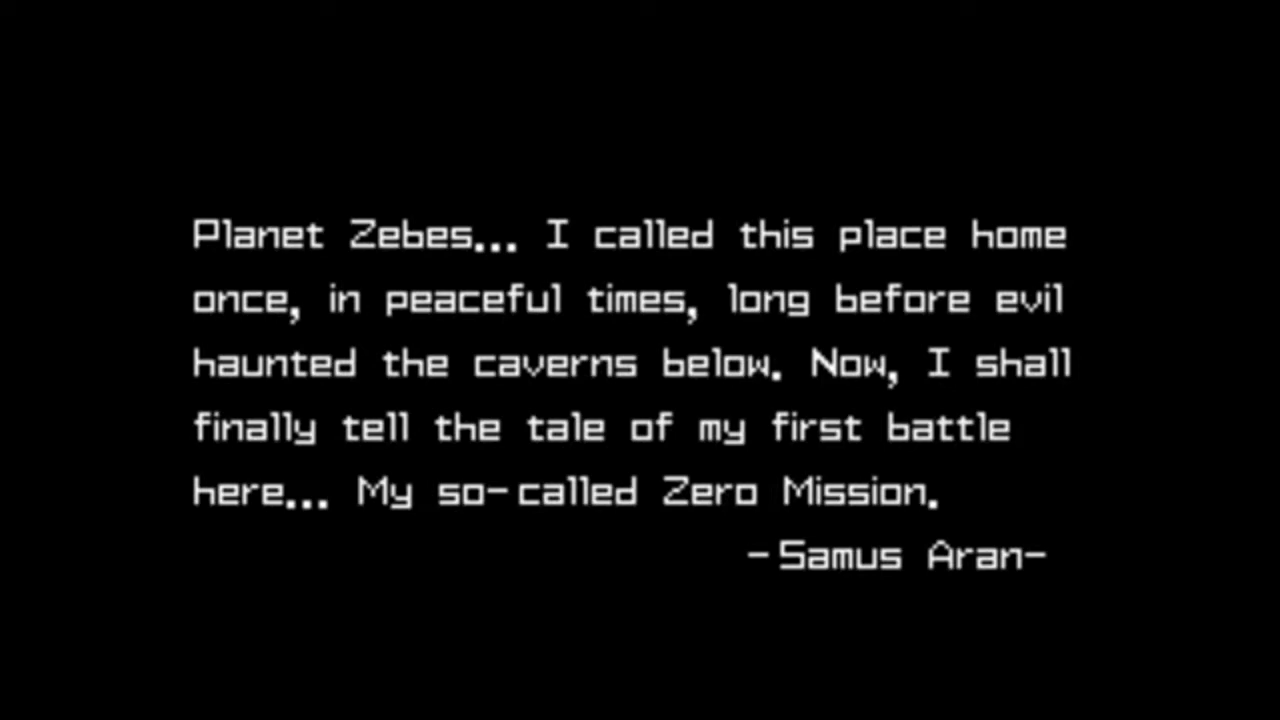 Planet Zebes... I called this place home
once, in peaceful times, long before evil
haunted the caverns below. Now, I shall
finally tell the tale of my first battle
here... My so-called Zero Mission.
-Samus Aran-